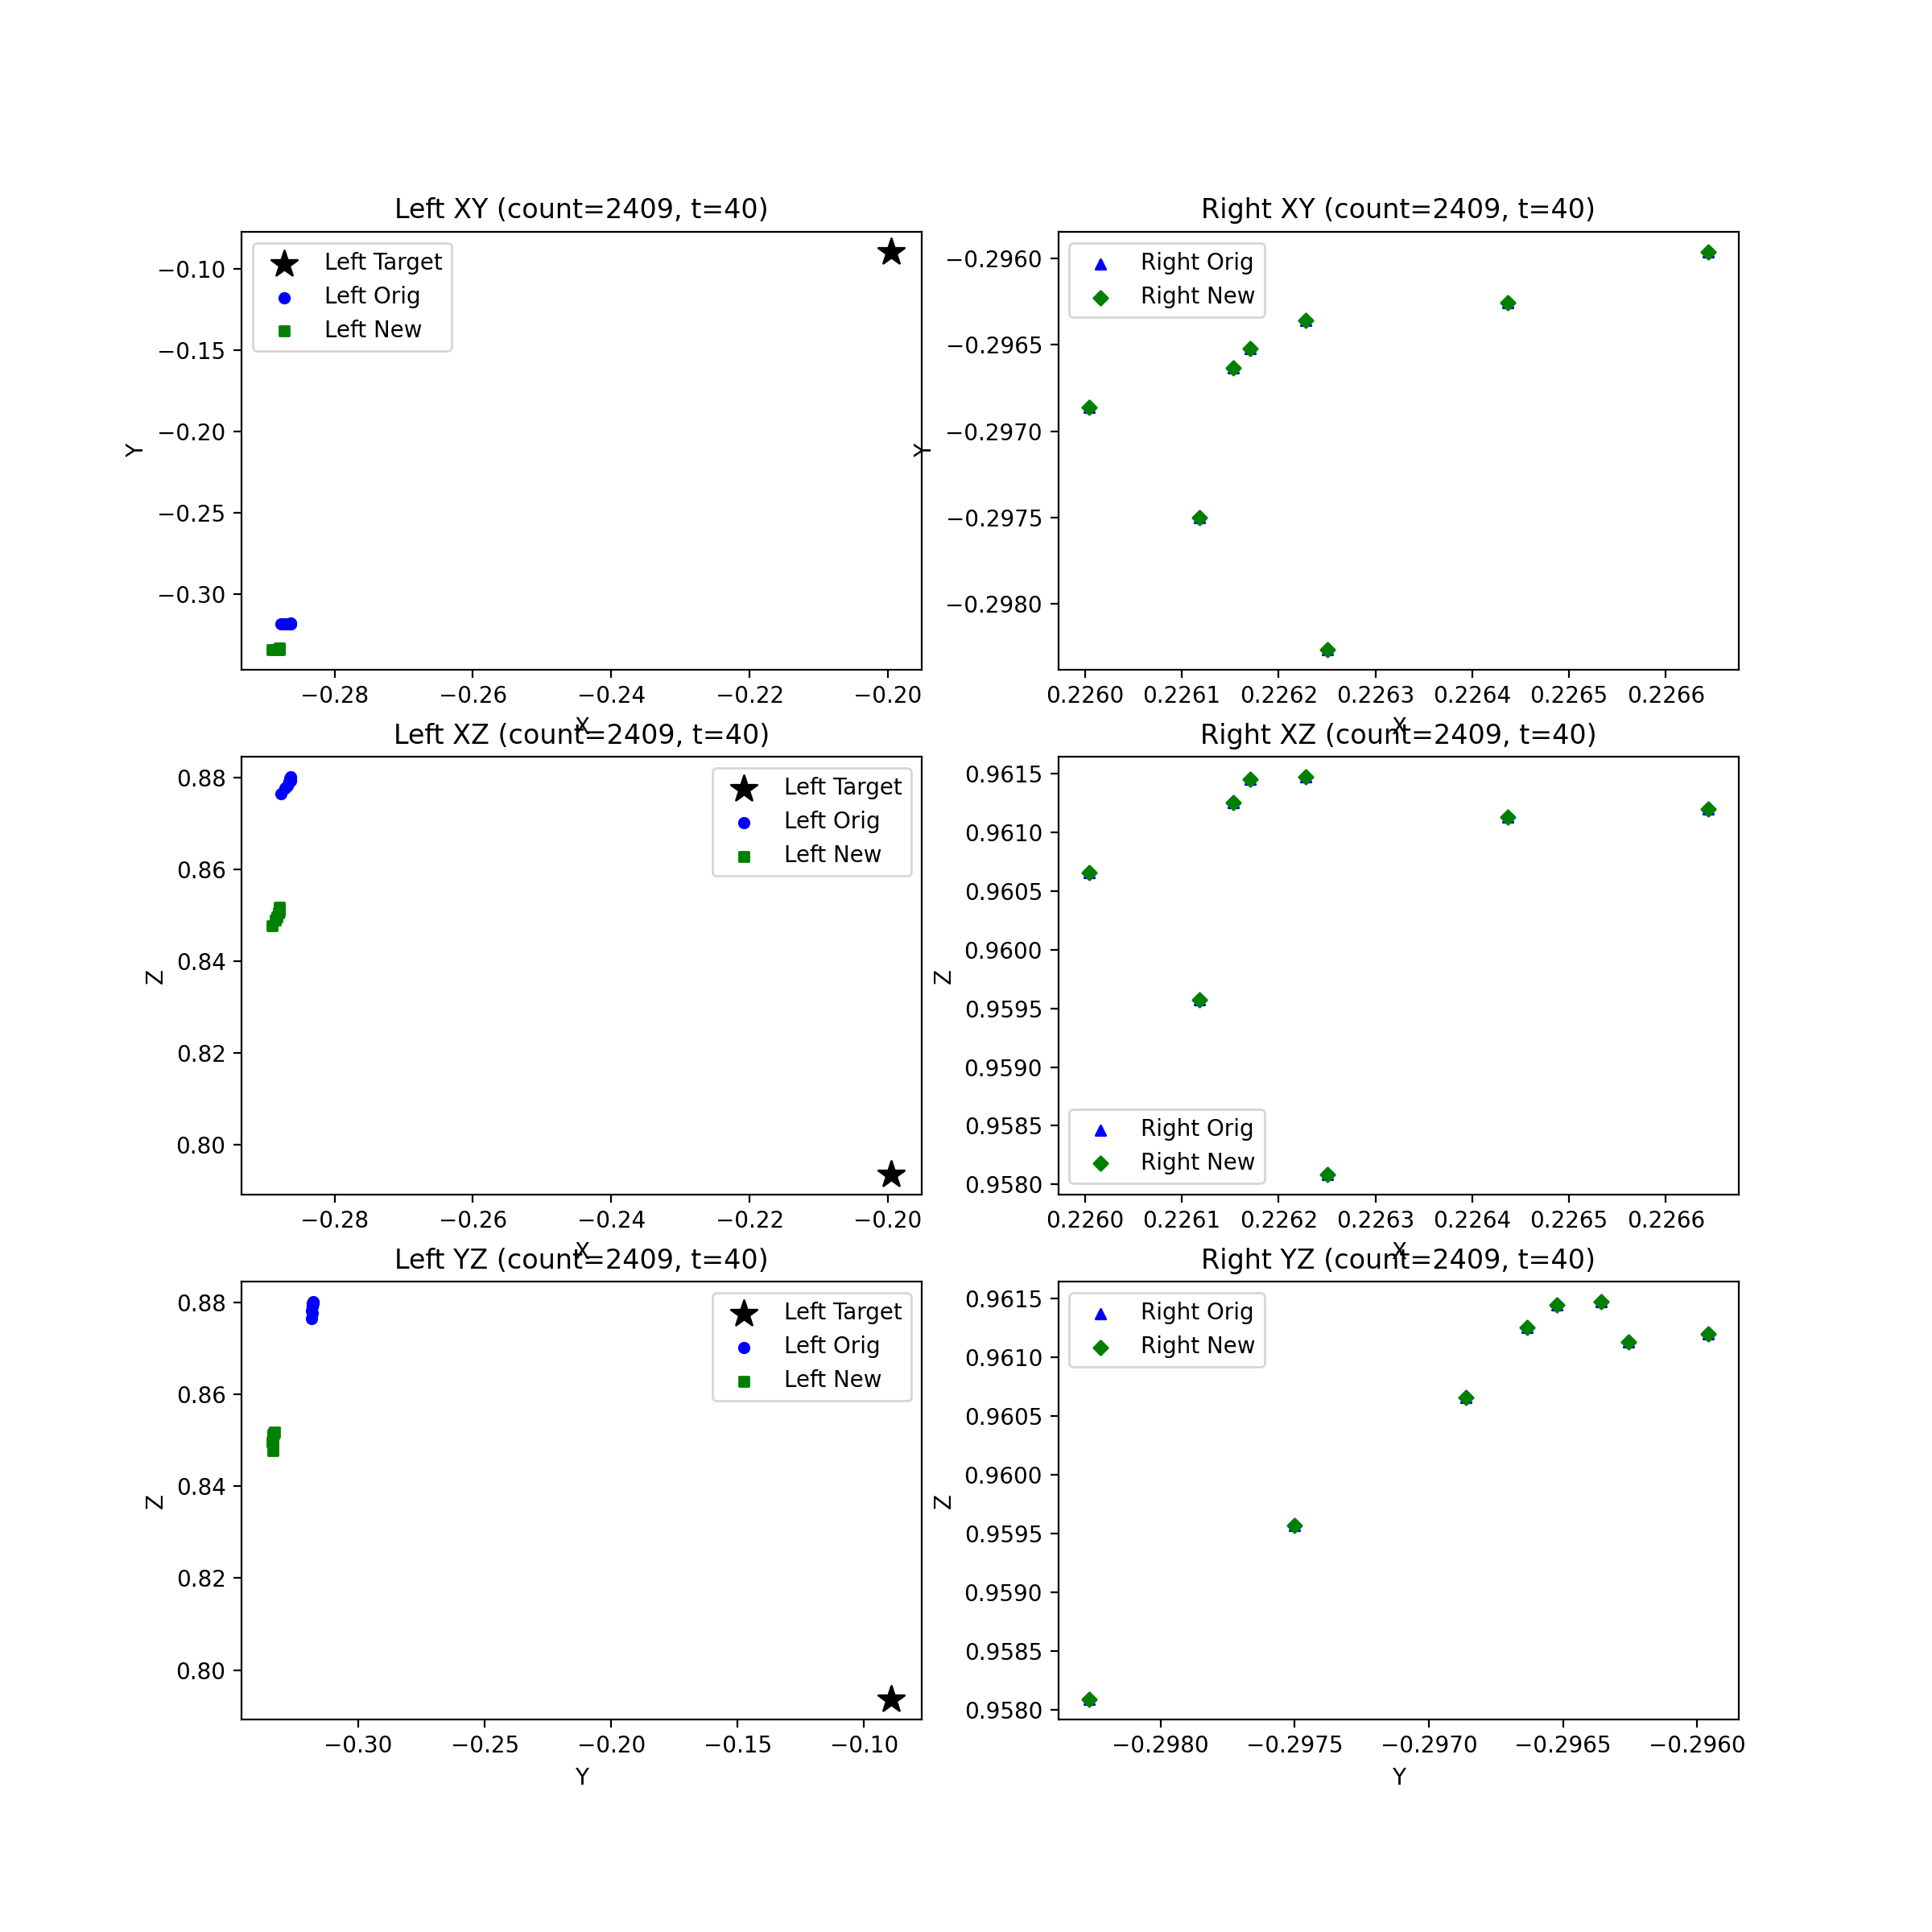 Left XY (count=2409, t=40)
Left Target
Left Orig
Left New
−0.10
−0.15
−0.20
−0.25
−0.30
Y
−0.28
−0.26
−0.24
−0.22
−0.20
X
Right XY (count=2409, t=40)
Right Orig
Right New
−0.2960
−0.2965
−0.2970
−0.2975
−0.2980
Y
0.2260
0.2261
0.2262
0.2263
0.2264
0.2265
0.2266
X
Left XZ (count=2409, t=40)
Left Target
Left Orig
Left New
0.88
0.86
0.84
0.82
0.80
Z
−0.28
−0.26
−0.24
−0.22
−0.20
X
Right XZ (count=2409, t=40)
0.9615
0.9610
0.9605
0.9600
0.9595
0.9590
0.9585
0.9580
Z
Right Orig
Right New
0.2260
0.2261
0.2262
0.2263
0.2264
0.2265
0.2266
X
Left YZ (count=2409, t=40)
Left Target
Left Orig
Left New
0.88
0.86
0.84
0.82
0.80
Z
−0.30
−0.25
−0.20
−0.15
−0.10
Y
Right YZ (count=2409, t=40)
Right Orig
Right New
0.9615
0.9610
0.9605
0.9600
0.9595
0.9590
0.9585
0.9580
Z
−0.2980
−0.2975
−0.2970
−0.2965
−0.2960
Y